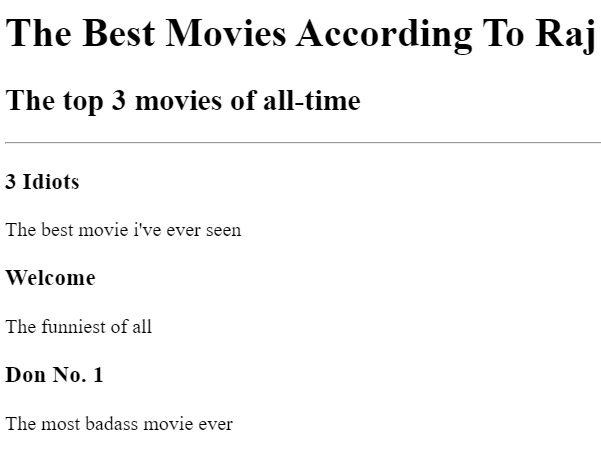 The Best Movies According To Raj
The top 3 movies of all-time
3 Idiots
The best movie i've ever seen
Welcome
The funniest of all
Don No. 1
The most badass movie ever